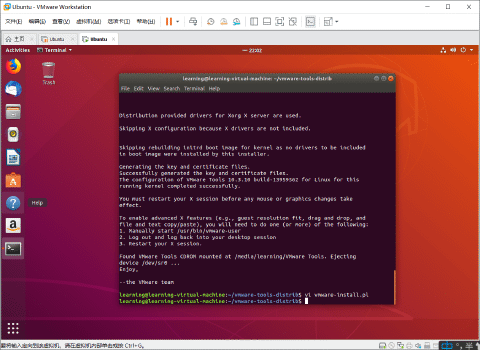 Ubuntu - VMware Workstation
文件(F) 编辑(E) 查看(V) 虚拟机(M) 选项卡(T) 帮助(H)
主页 Ubuntu Ubuntu
Activities Terminal 22:02
Trash
learning@learning-virtual-machine: ~/vmware-tools-distrib
File Edit View Search Terminal Help
Distribution provided drivers for Xorg X server are used.
Skipping X configuration because X drivers are not included.
Skipping rebuilding initrd boot image for kernel as no drivers to be included
in boot image were installed by this installer.
Generating the key and certificate files.
Successfully generated the key and certificate files.
The configuration of VMware Tools 10.3.10 build-13959562 for Linux for this
running kernel completed successfully.
You must restart your X session before any mouse or graphics changes take
effect.
To enable advanced X features (e.g., guest resolution fit, drag and drop, and
file and text copy/paste), you will need to do one (or more) of the following:
1. Manually start /usr/bin/vmware-user
2. Log out and log back into your desktop session
3. Restart your X session.
Found VMware Tools CDROM mounted at /media/learning/VMware Tools. Ejecting
device /dev/sr0 ...
Enjoy,
--the VMware team
learning@learning-virtual-machine:~/vmware-tools-distrib$ vi vmware-install.pl
learning@learning-virtual-machine:~/vmware-tools-distrib$
Help
要将输入定向到该虚拟机，请在虚拟机内部单击或按 Ctrl+G。